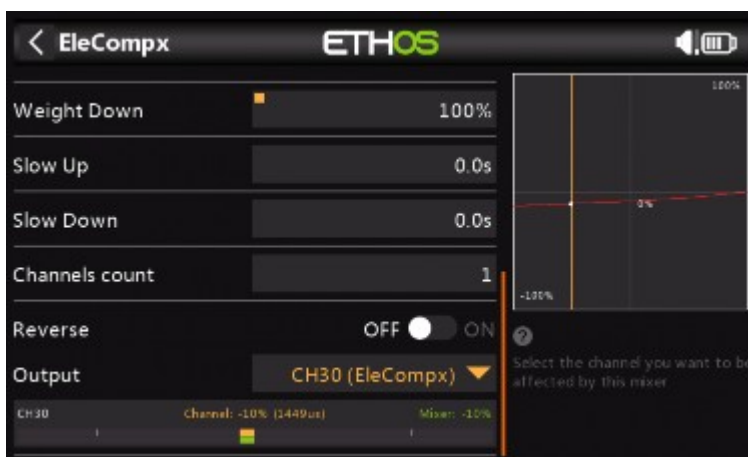 EleCompx
ETHOS
Weight Down 100%
Slow Up 0.0s
Slow Down 0.0s
Channels count 1
Reverse OFF ON
Output CH30 (EleCompx)
CH30 Channel: -10% (1449us) Mixer: -10%
100%
0%
-100%
?
Select the channel you want to be
affected by this mixer